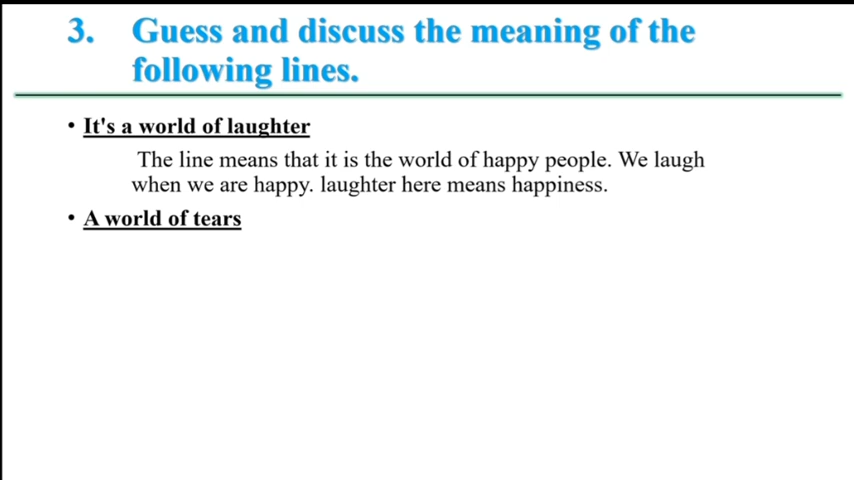 3. Guess and discuss the meaning of the
following lines.
• It's a world of laughter
The line means that it is the world of happy people. We laugh
when we are happy. laughter here means happiness.
• A world of tears